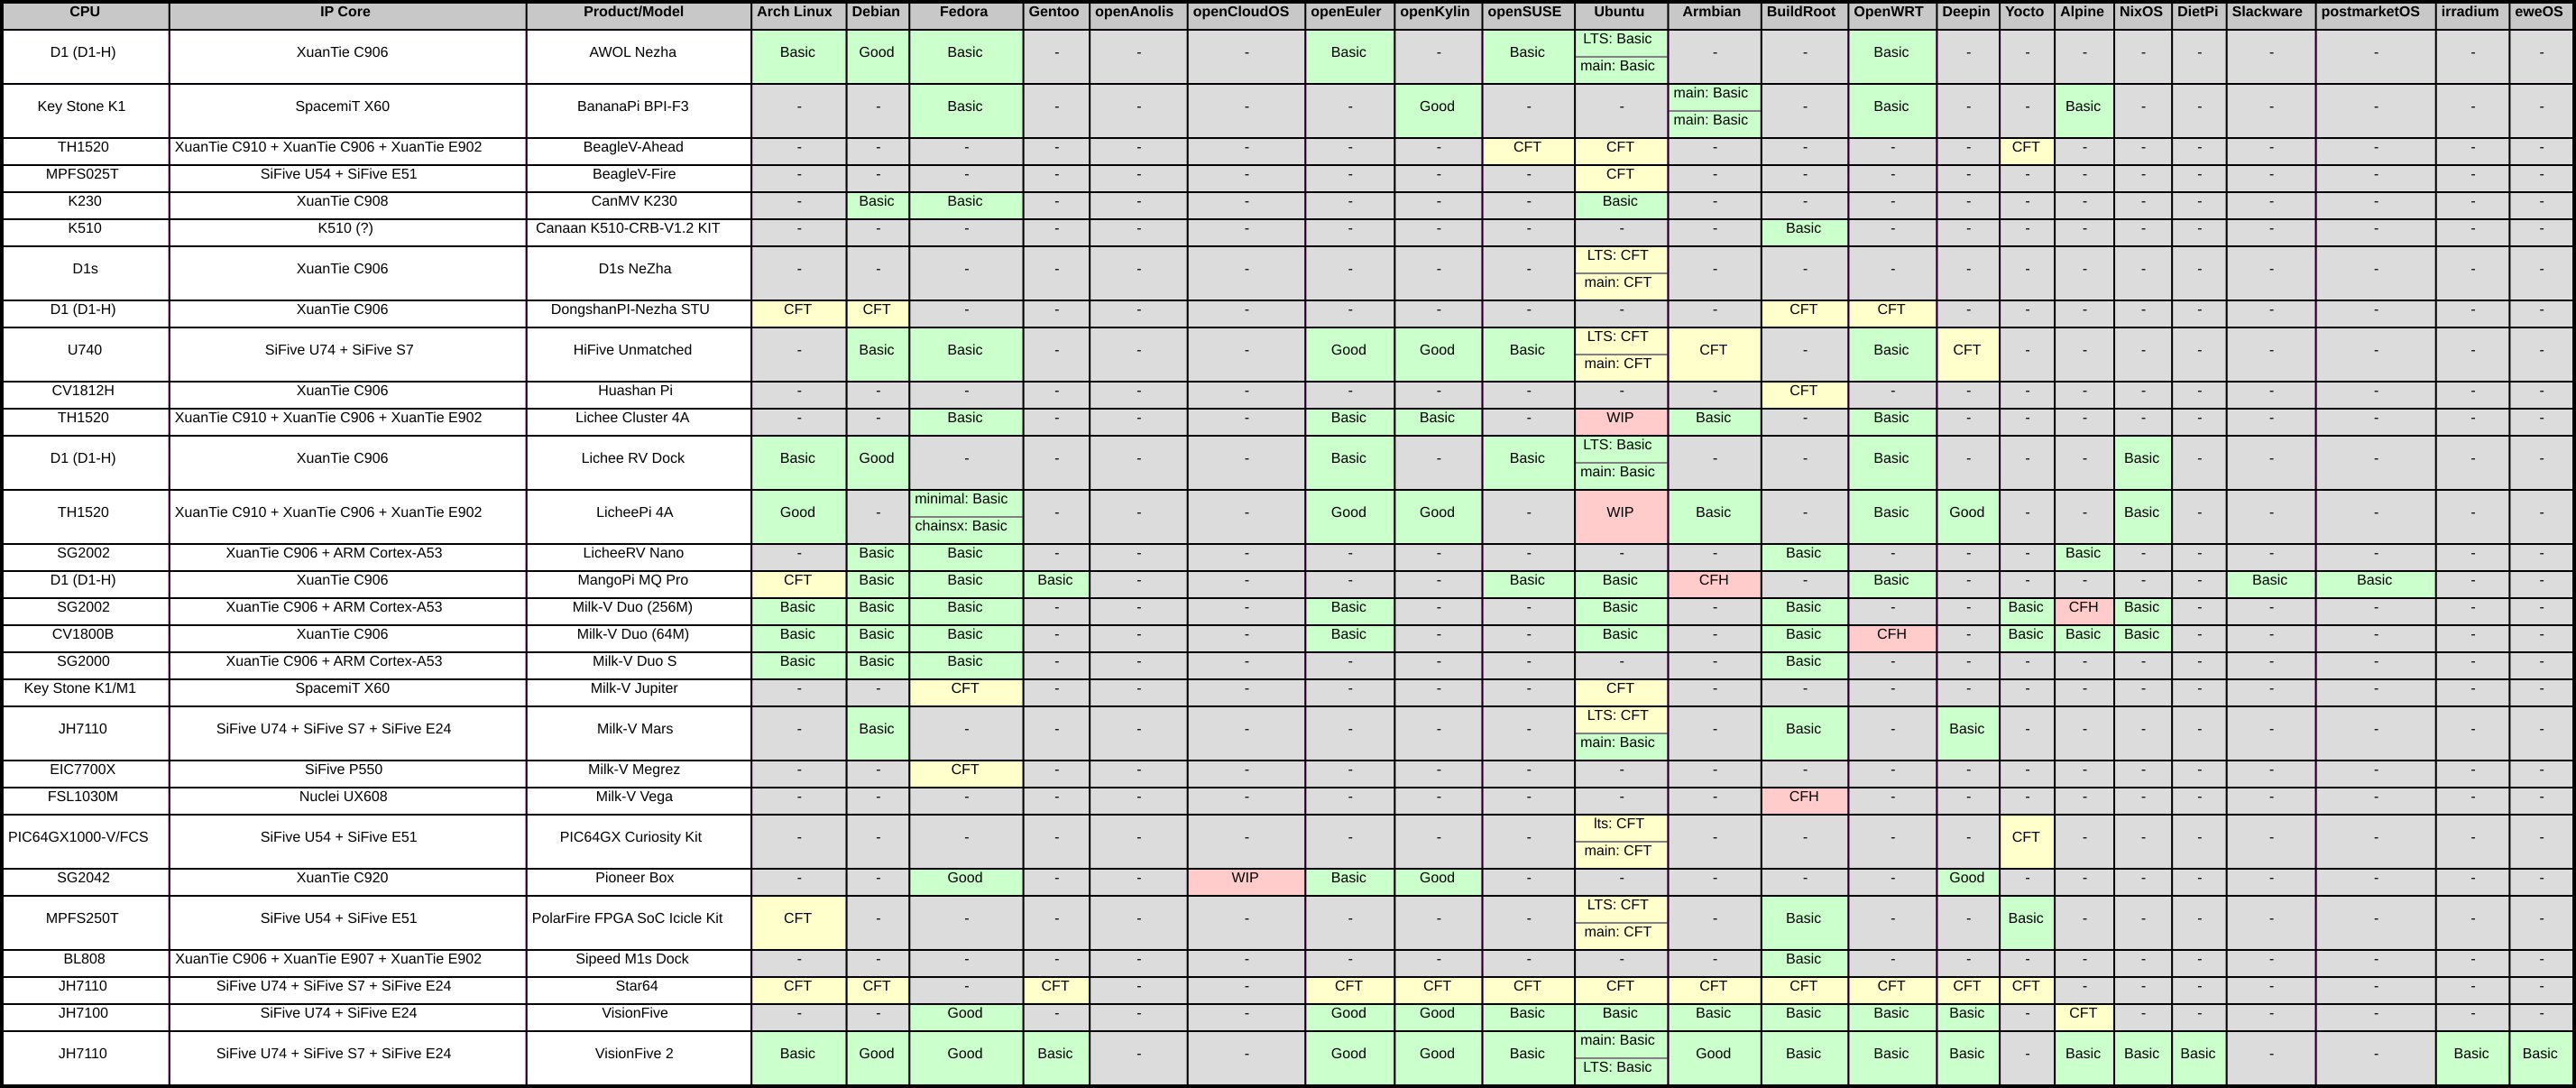 CPU IP Core Product/Model Arch Linux Debian Fedora Gentoo openAnolis openCloudOS openEuler openKylin openSUSE Ubuntu Armbian BuildRoot OpenWRT Deepin Yocto Alpine NixOS DietPi Slackware postmarketOS irradium eweOS
D1 (D1-H) XuanTie C906 AWOL Nezha Basic Good Basic - - - Basic - Basic LTS: Basic main: Basic - - Basic - - - - - - - - -
Key Stone K1 SpacemiT X60 BananaPi BPI-F3 - - Basic - - - - Good - - main: Basic main: Basic - Basic - - Basic - - - - - -
TH1520 XuanTie C910 + XuanTie C906 + XuanTie E902 BeagleV-Ahead - - - - - - - - CFT CFT - - - - CFT - - - - - - -
MPFS025T SiFive U54 + SiFive E51 BeagleV-Fire - - - - - - - - - CFT - - - - - - - - - - - -
K230 XuanTie C908 CanMV K230 - Basic Basic - - - - - - Basic - - - - - - - - - - - -
K510 K510 (?) Canaan K510-CRB-V1.2 KIT - - - - - - - - - - - Basic - - - - - - - - - -
D1s XuanTie C906 D1s NeZha - - - - - - - - - LTS: CFT main: CFT - - - - - - - - - - - -
D1 (D1-H) XuanTie C906 DongshanPI-Nezha STU CFT CFT - - - - - - - - - CFT CFT - - - - - - - - -
U740 SiFive U74 + SiFive S7 HiFive Unmatched - Basic Basic - - - Good Good Basic LTS: CFT main: CFT CFT - Basic CFT - - - - - - - -
CV1812H XuanTie C906 Huashan Pi - - - - - - - - - - - CFT - - - - - - - - - -
TH1520 XuanTie C910 + XuanTie C906 + XuanTie E902 Lichee Cluster 4A - - Basic - - - Basic Basic - WIP Basic - Basic - - - - - - - - -
D1 (D1-H) XuanTie C906 Lichee RV Dock Basic Good - - - - Basic - Basic LTS: Basic main: Basic - - Basic - - - Basic - - - - -
TH1520 XuanTie C910 + XuanTie C906 + XuanTie E902 LicheePi 4A Good - minimal: Basic chainsx: Basic - - - Good Good - WIP Basic - Basic Good - - Basic - - - - -
SG2002 XuanTie C906 + ARM Cortex-A53 LicheeRV Nano - Basic Basic - - - - - - - - Basic - - - Basic - - - - - -
D1 (D1-H) XuanTie C906 MangoPi MQ Pro CFT Basic Basic Basic - - - - Basic Basic CFH - Basic - - - - - Basic Basic - -
SG2002 XuanTie C906 + ARM Cortex-A53 Milk-V Duo (256M) Basic Basic Basic - - - Basic - - Basic - Basic - - Basic CFH Basic - - - - -
CV1800B XuanTie C906 Milk-V Duo (64M) Basic Basic Basic - - - Basic - - Basic - Basic CFH - Basic Basic Basic - - - - -
SG2000 XuanTie C906 + ARM Cortex-A53 Milk-V Duo S Basic Basic Basic - - - - - - - - Basic - - - - - - - - - -
Key Stone K1/M1 SpacemiT X60 Milk-V Jupiter - - CFT - - - - - - CFT - - - - - - - - - - - -
JH7110 SiFive U74 + SiFive S7 + SiFive E24 Milk-V Mars - Basic - - - - - - - LTS: CFT main: Basic - Basic - Basic - - - - - - - -
EIC7700X SiFive P550 Milk-V Megrez - - CFT - - - - - - - - - - - - - - - - - - -
FSL1030M Nuclei UX608 Milk-V Vega - - - - - - - - - - - CFH - - - - - - - - - -
PIC64GX1000-V/FCS SiFive U54 + SiFive E51 PIC64GX Curiosity Kit - - - - - - - - - lts: CFT main: CFT - - - - CFT - - - - - - -
SG2042 XuanTie C920 Pioneer Box - - Good - - WIP Basic Good - - - - - Good - - - - - - - -
MPFS250T SiFive U54 + SiFive E51 PolarFire FPGA SoC Icicle Kit CFT - - - - - - - - LTS: CFT main: CFT - Basic - - Basic - - - - - - -
BL808 XuanTie C906 + XuanTie E907 + XuanTie E902 Sipeed M1s Dock - - - - - - - - - - - Basic - - - - - - - - - -
JH7110 SiFive U74 + SiFive S7 + SiFive E24 Star64 CFT CFT - CFT - - CFT CFT CFT CFT CFT CFT CFT CFT CFT - - - - - - -
JH7100 SiFive U74 + SiFive E24 VisionFive - - Good - - - Good Good Basic Basic Basic Basic Basic Basic - CFT - - - - - -
JH7110 SiFive U74 + SiFive S7 + SiFive E24 VisionFive 2 Basic Good Good Basic - - Good Good Basic main: Basic LTS: Basic Good Basic Basic Basic - Basic Basic Basic - - Basic Basic